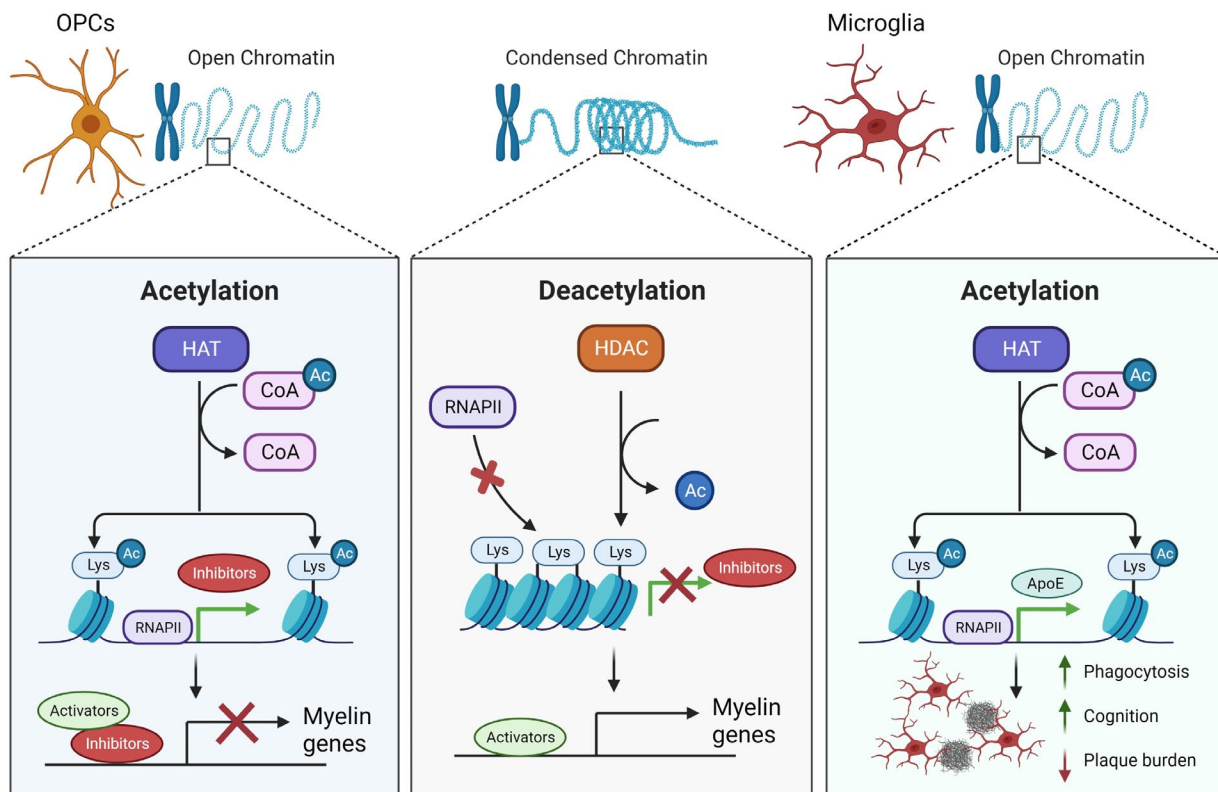 OPCs
Open Chromatin
Condensed Chromatin
Microglia
Open Chromatin
Acetylation
HAT
CoA
Ac
CoA
Lys
Ac
Inhibitors
Lys
Ac
RNAPII
Activators
Inhibitors
Myelin
genes
Deacetylation
HDAC
RNAPII
Ac
Lys
Lys
Lys
Inhibitors
Activators
Myelin
genes
Acetylation
HAT
CoA
Ac
CoA
Lys
Ac
ApoE
Lys
Ac
RNAPII
Phagocytosis
Cognition
Plaque burden